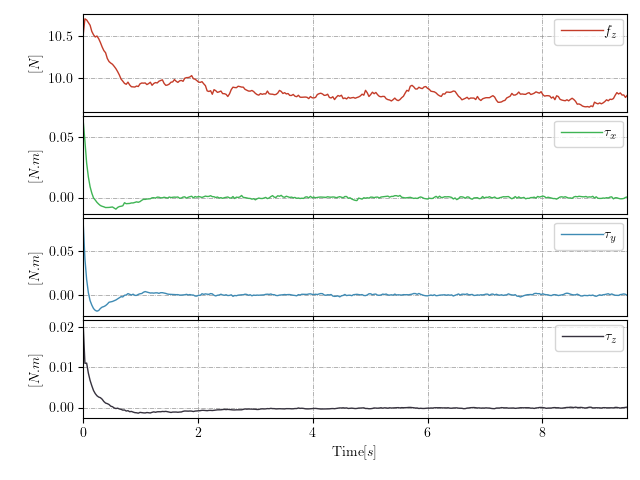 10.5
10.0
[N]
f_z
0.05
0.00
[N.m]
τ_x
0.05
0.00
[N.m]
τ_y
0.02
0.01
0.00
[N.m]
τ_z
0 2 4 6 8
Time[s]